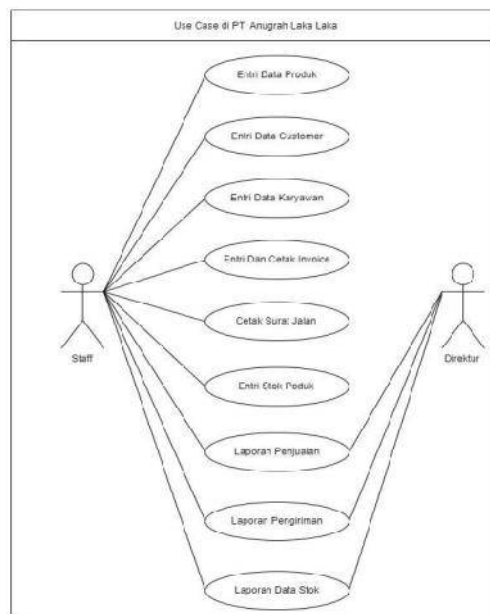 Use Case di PT Anugrah Laka Laka
Entri Data Produk
Entri Data Customer
Entri Data Karyawan
Entri Dan Cetak Invoice
Cetak Surat Jalan
Staff
Direktur
Entri Stok Poduk
Laporan Penjualan
Laporan Pengiriman
Laporan Data Stok